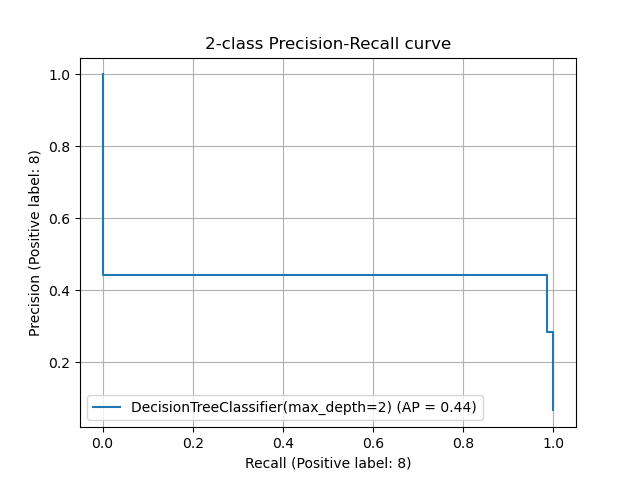 2-class Precision-Recall curve
Precision (Positive label: 8)
1.0
0.8
0.6
0.4
0.2
DecisionTreeClassifier(max_depth=2) (AP = 0.44)
0.0 0.2 0.4 0.6 0.8 1.0
Recall (Positive label: 8)